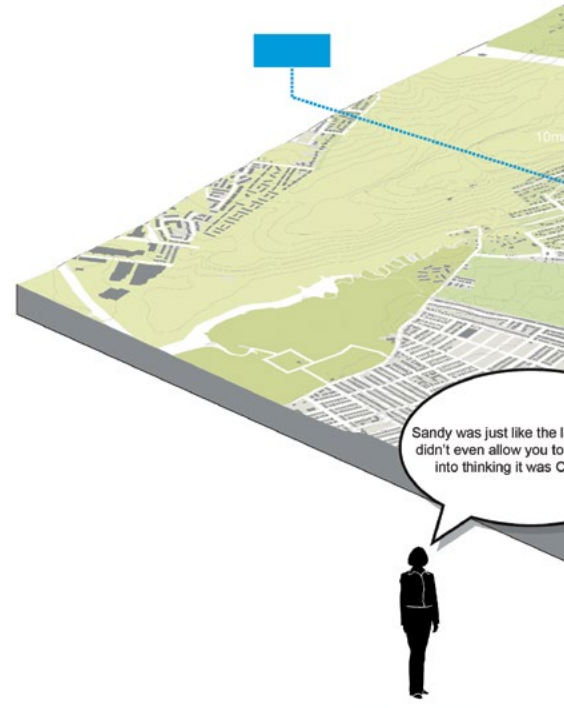 10m
Sandy was just like the l
didn't even allow you to
into thinking it was C